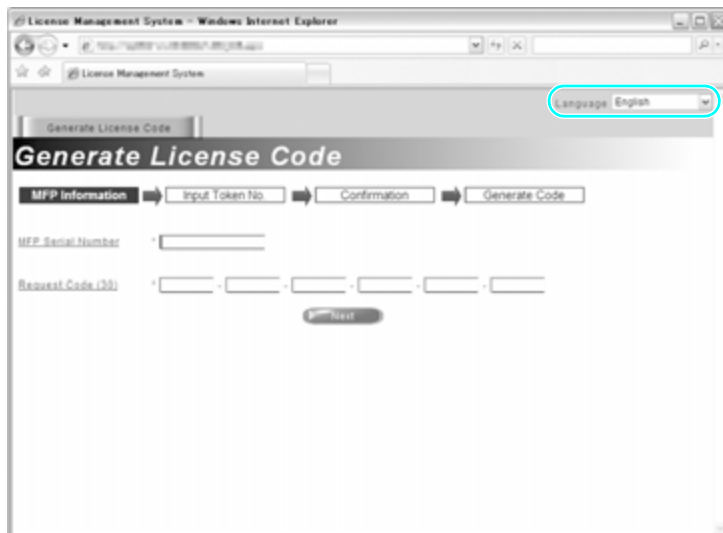 License Management System - Windows Internet Explorer
License Management System
Language English
Generate License Code
Generate License Code
MFP Information Input Token No. Confirmation Generate Code
MFP Serial Number *
Request Code (30) * - - - - -
Next